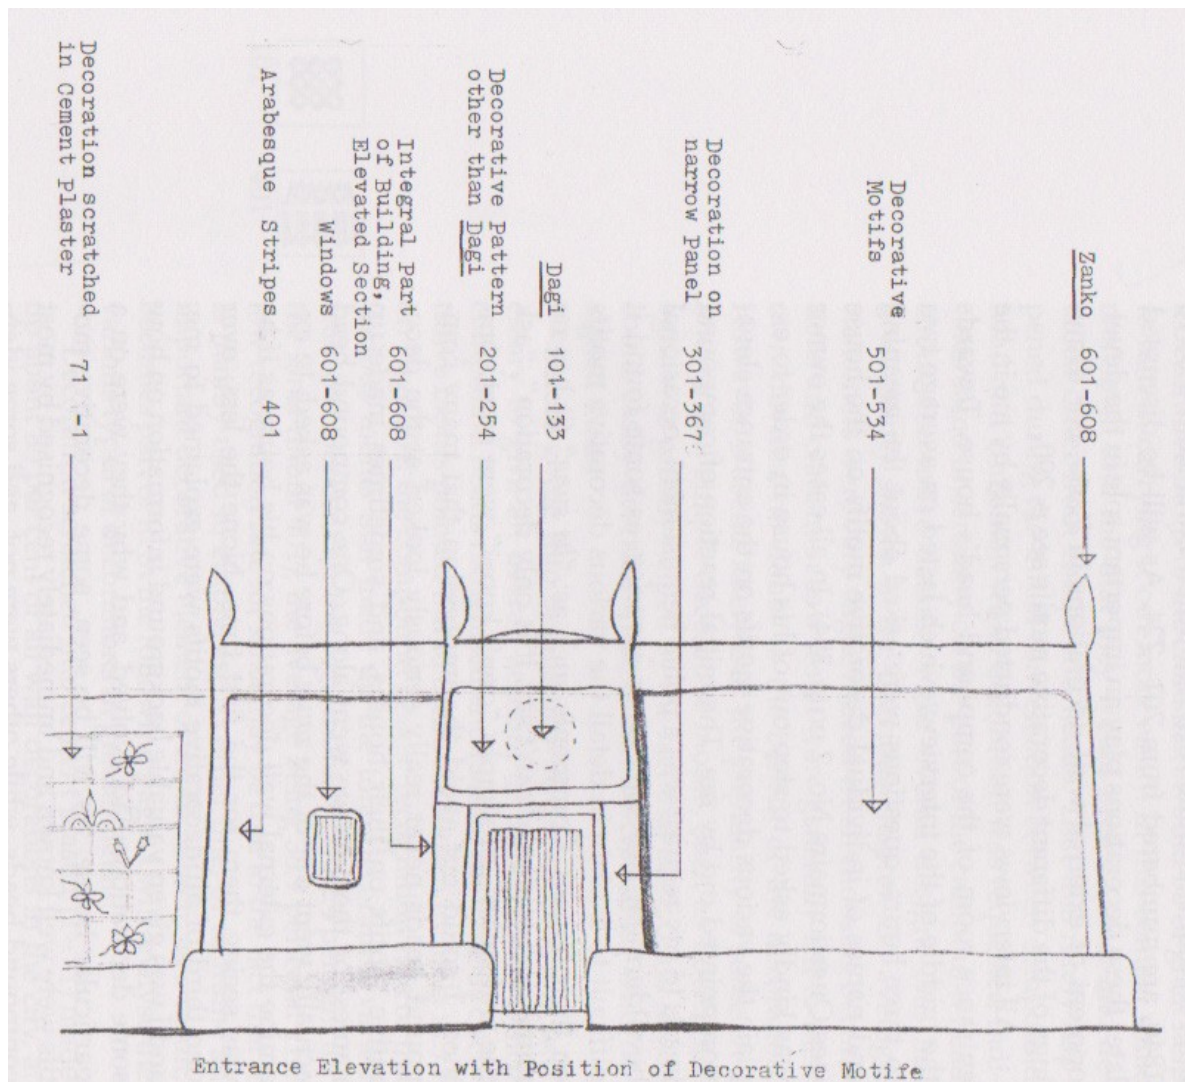 Decoration scratched
in Cement Plaster
71 -1
Arabesque Stripes 401
Windows 601-608
Integral Part
of Building,
Elevated Section
601-608
Decorative Pattern
other than Dagi
201-254
Dagi 101-133
Decoration on
narrow Panel
301-367
Decorative
Motifs
501-534
Zanko 601-608
Entrance Elevation with Position of Decorative Motifs